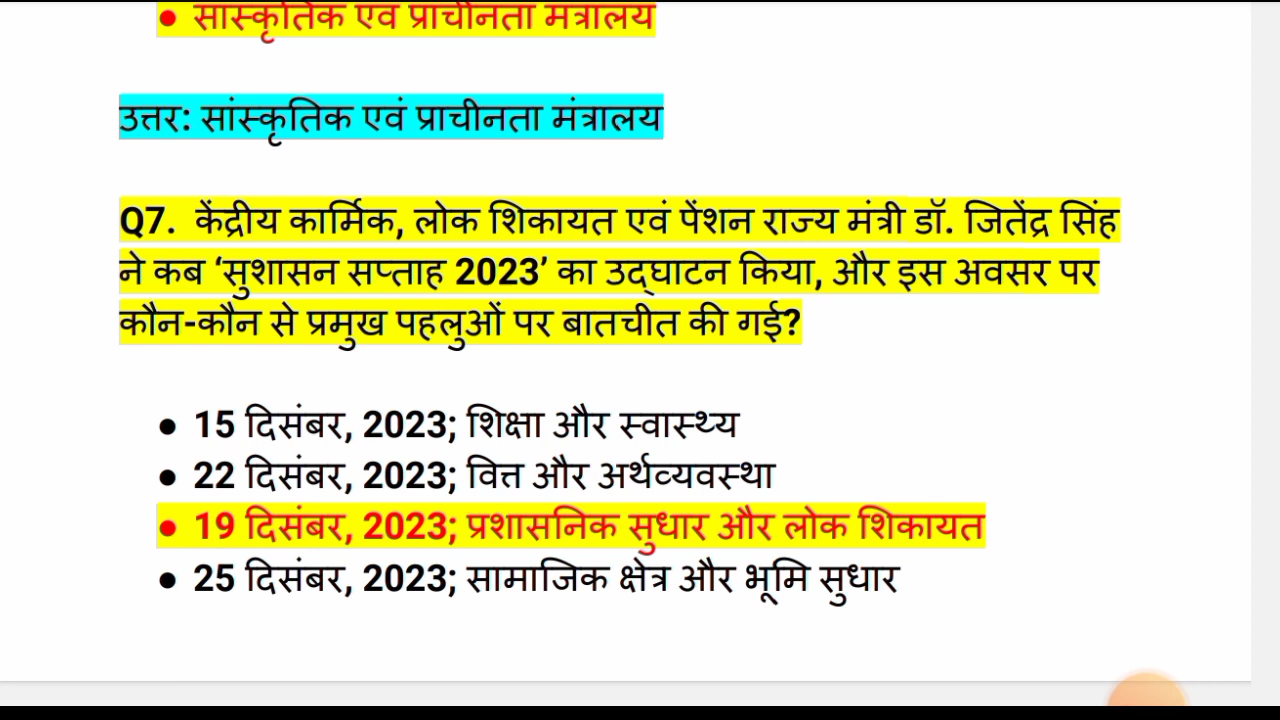 ● सांस्कृतिक एवं प्राचीनता मंत्रालय
उत्तर: सांस्कृतिक एवं प्राचीनता मंत्रालय
Q7. केंद्रीय कार्मिक, लोक शिकायत एवं पेंशन राज्य मंत्री डॉ. जितेंद्र सिंह
ने कब ‘सुशासन सप्ताह 2023’ का उद्घाटन किया, और इस अवसर पर
कौन-कौन से प्रमुख पहलुओं पर बातचीत की गई?
● 15 दिसंबर, 2023; शिक्षा और स्वास्थ्य
● 22 दिसंबर, 2023; वित्त और अर्थव्यवस्था
● 19 दिसंबर, 2023; प्रशासनिक सुधार और लोक शिकायत
● 25 दिसंबर, 2023; सामाजिक क्षेत्र और भूमि सुधार